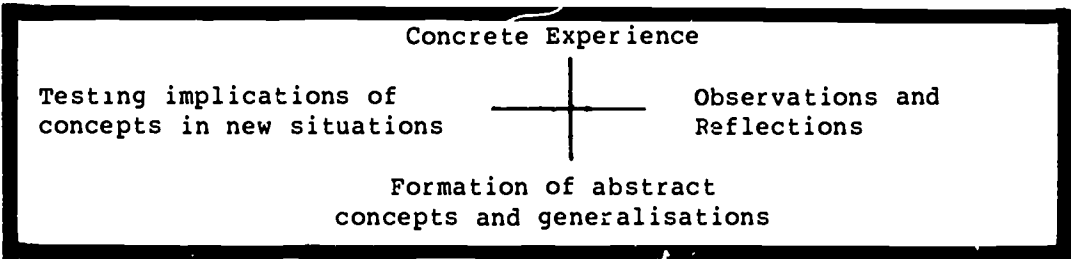 Concrete Experience
Testing implications of
concepts in new situations
Observations and
Reflections
Formation of abstract
concepts and generalisations